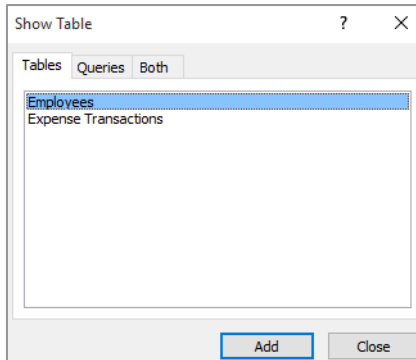 Show Table ?
Tables Queries Both
Employees
Expense Transactions
Add Close